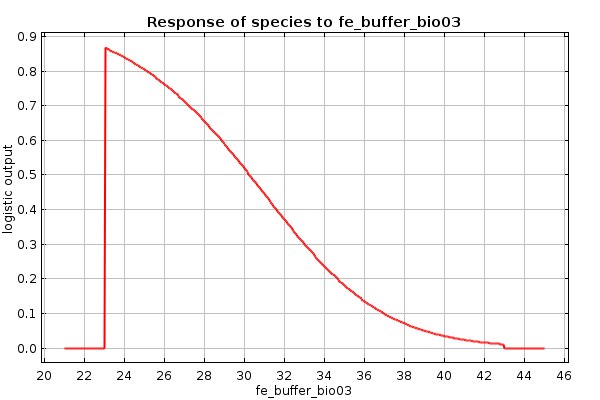 Response of species to fe_buffer_bio03
logistic output
0.9
0.8
0.7
0.6
0.5
0.4
0.3
0.2
0.1
0.0
20 22 24 26 28 30 32 34 36 38 40 42 44 46
fe_buffer_bio03